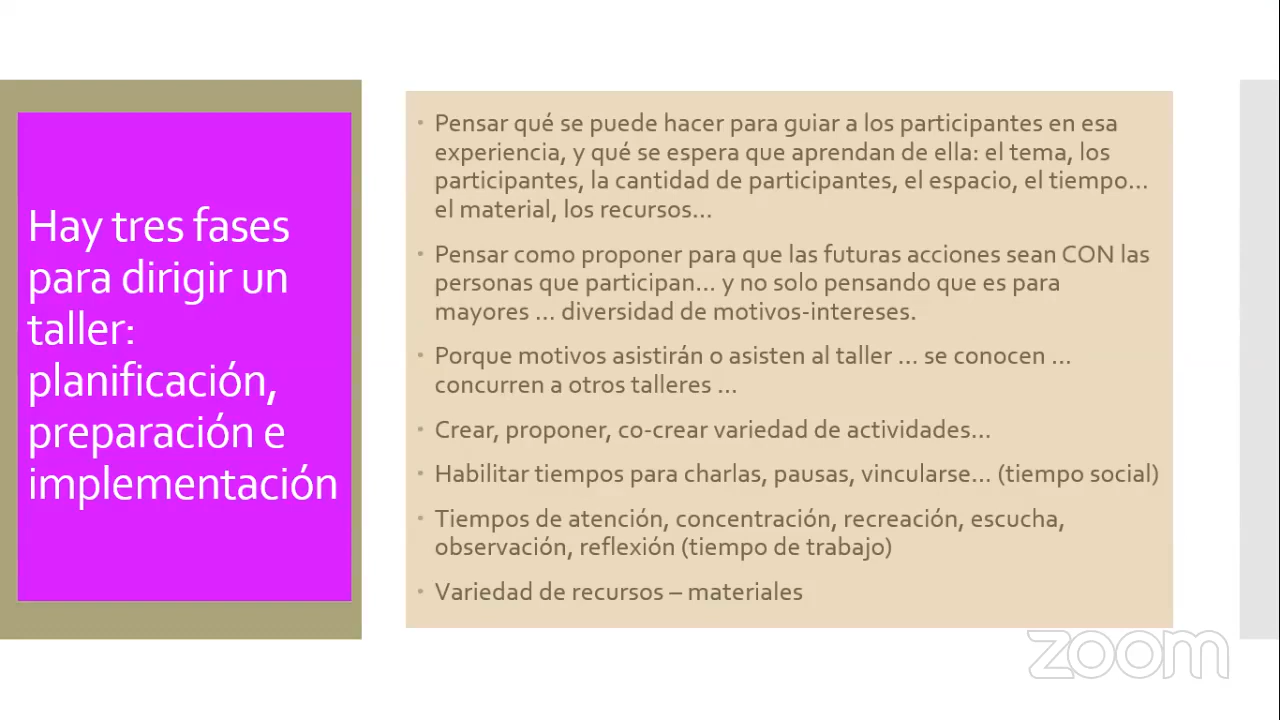 Hay tres fases
para dirigir un
taller:
planificación,
preparación e
implementación
• Pensar qué se puede hacer para guiar a los participantes en esa
experiencia, y qué se espera que aprendan de ella: el tema, los
participantes, la cantidad de participantes, el espacio, el tiempo...
el material, los recursos...
• Pensar como proponer para que las futuras acciones sean CON las
personas que participan... y no solo pensando que es para
mayores ... diversidad de motivos-intereses.
• Porque motivos asistirán o asisten al taller ... se conocen ...
concurren a otros talleres ...
• Crear, proponer, co-crear variedad de actividades...
• Habilitar tiempos para charlas, pausas, vincularse... (tiempo social)
• Tiempos de atención, concentración, recreación, escucha,
observación, reflexión (tiempo de trabajo)
• Variedad de recursos – materiales
zoom